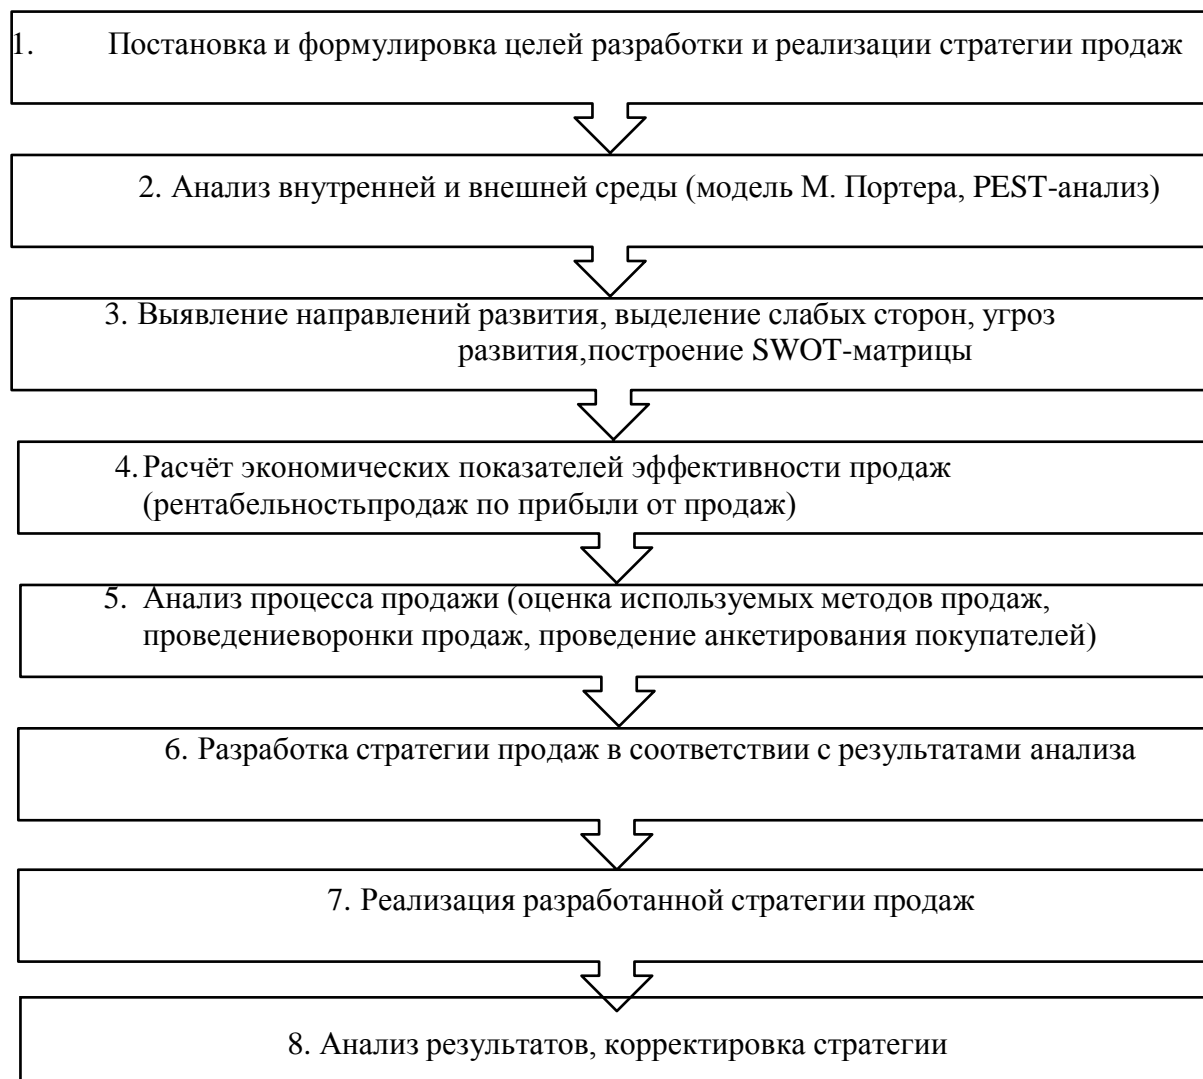 1. Постановка и формулировка целей разработки и реализации стратегии продаж
2. Анализ внутренней и внешней среды (модель М. Портера, PEST-анализ)
3. Выявление направлений развития, выделение слабых сторон, угроз
развития,построение SWOT-матрицы
4. Расчёт экономических показателей эффективности продаж
(рентабельностьпродаж по прибыли от продаж)
5. Анализ процесса продажи (оценка используемых методов продаж,
проведениеворонки продаж, проведение анкетирования покупателей)
6. Разработка стратегии продаж в соответствии с результатами анализа
7. Реализация разработанной стратегии продаж
8. Анализ результатов, корректировка стратегии